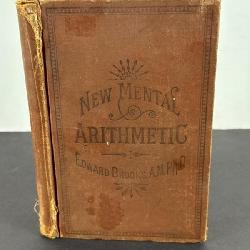 New Mental
Arithmetic
Edward Brooks, A.M. PH.D.